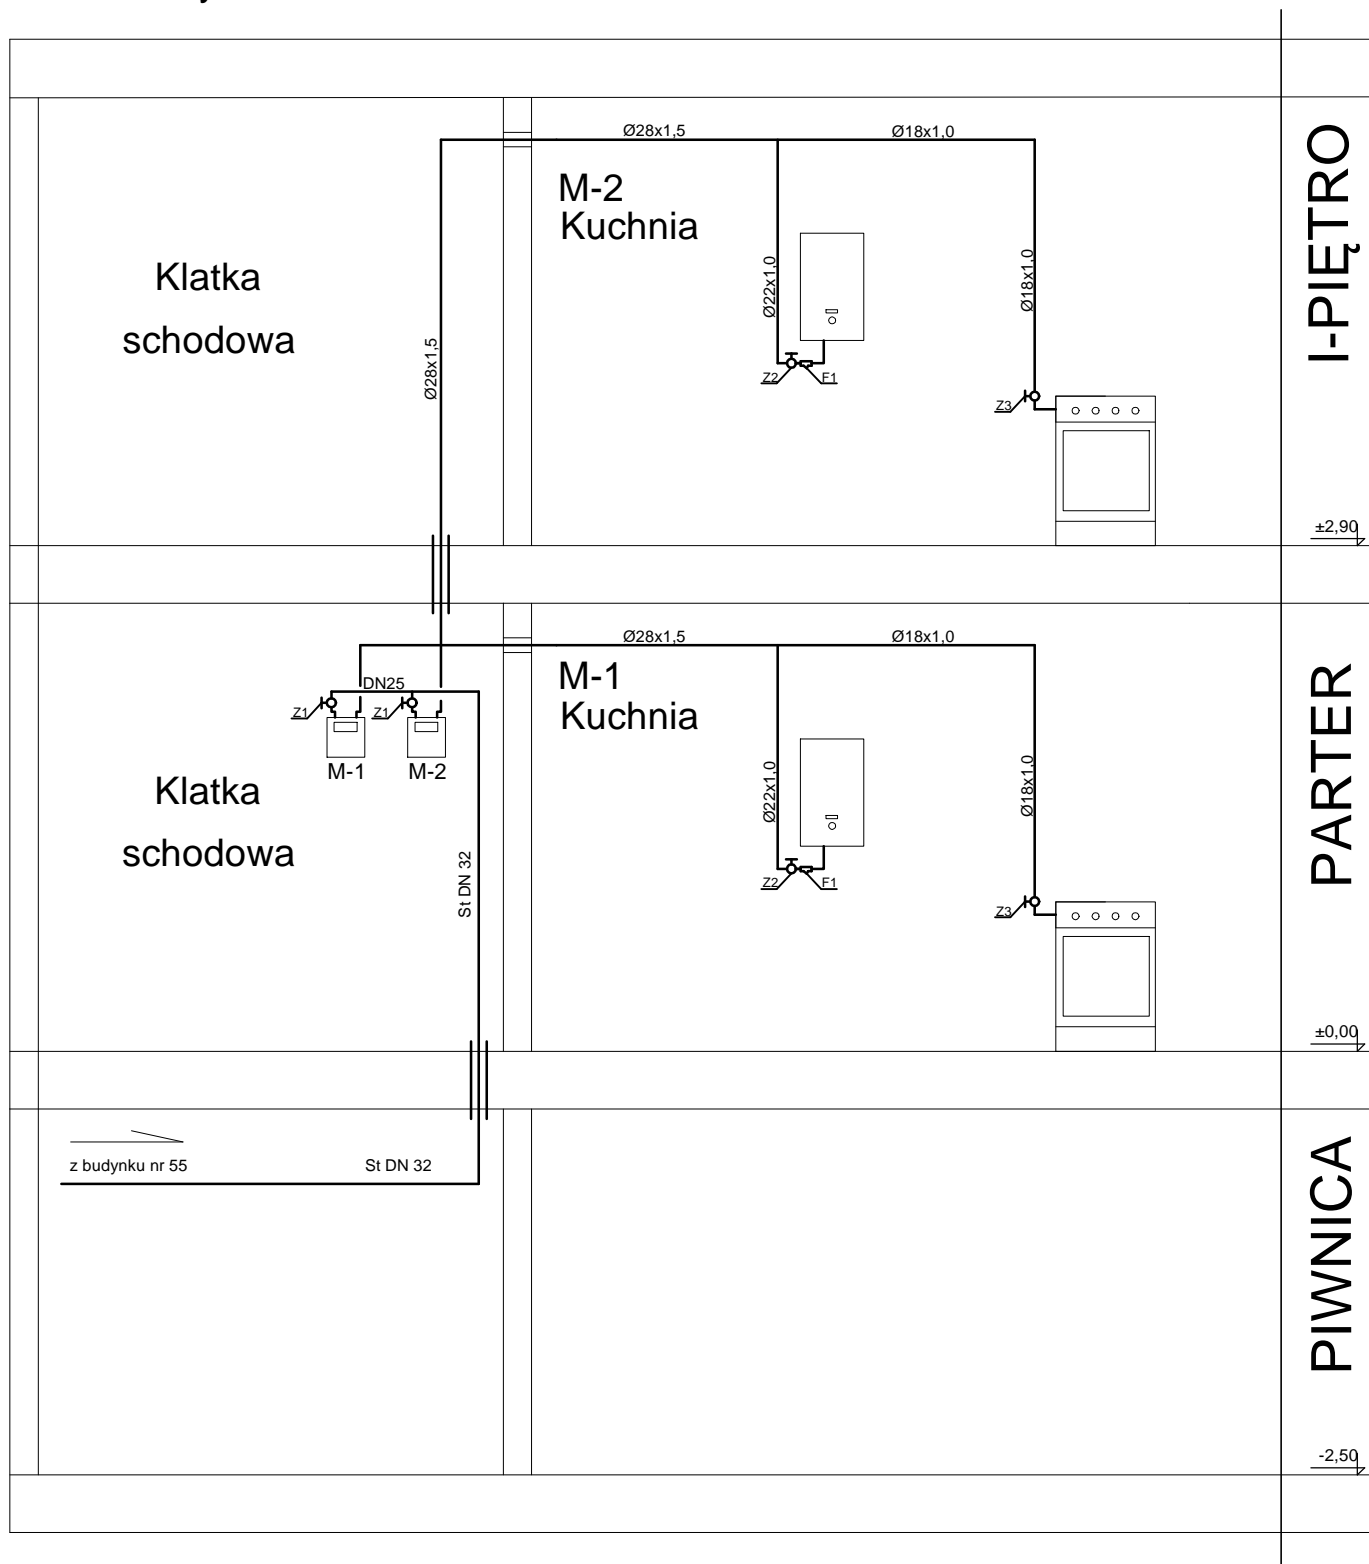 Ø28x1,5
Ø18x1,0
I-PIĘTRO
M-2
Kuchnia
Klatka
schodowa
Ø28x1,5
Ø22x1,0
Ø18x1,0
Z2
F1
Z3
±2,90
Ø28x1,5
Ø18x1,0
PARTER
M-1
Kuchnia
DN25
Z1
Z1
M-1
M-2
Klatka
schodowa
St DN 32
Ø22x1,0
Ø18x1,0
Z2
F1
Z3
±0,00
z budynku nr 55
St DN 32
PIWNICA
-2,50